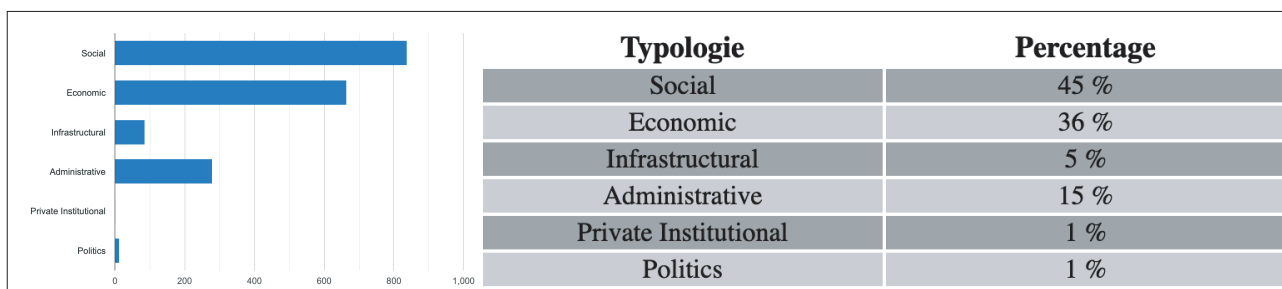 Social
Economic
Infrastructural
Administrative
Private Institutional
Politics
0 200 400 600 800 1,000
Typologie Percentage
Social 45 %
Economic 36 %
Infrastructural 5 %
Administrative 15 %
Private Institutional 1 %
Politics 1 %